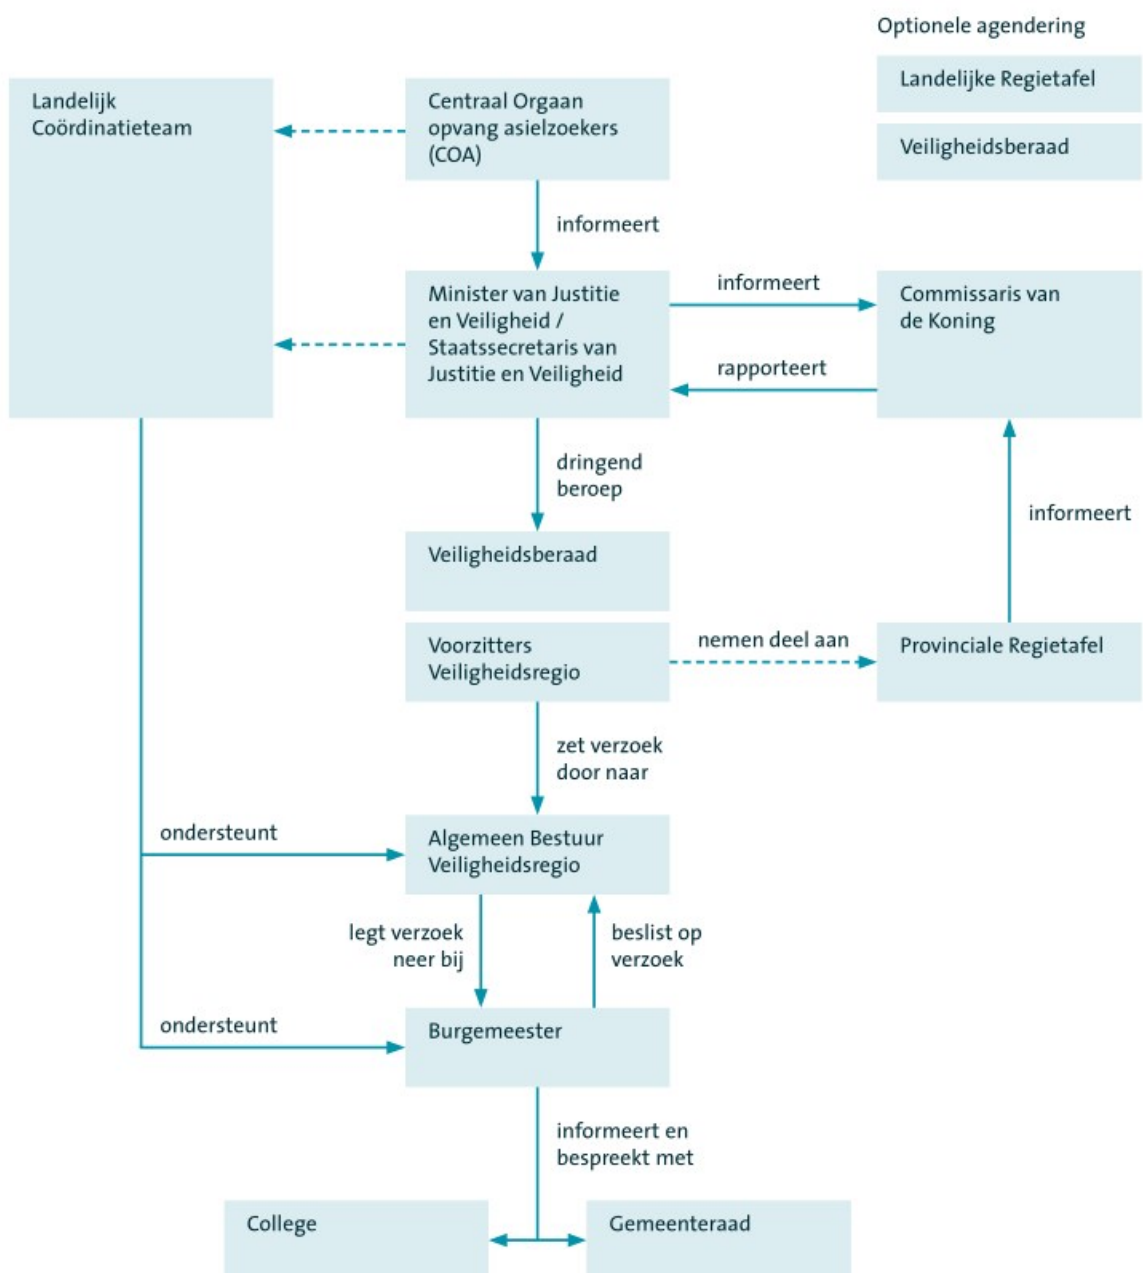 Optionele agendering
Landelijke Regietafel
Veiligheidsberaad
Landelijk
Coördinatieteam
Centraal Orgaan
opvang asielzoekers
(COA)
informeert
Minister van Justitie
en Veiligheid /
Staatssecretaris van
Justitie en Veiligheid
informeert
rapporteert
Commissaris van
de Koning
dringend
beroep
informeert
Veiligheidsberaad
Voorzitters
Veiligheidsregio
nemen deel aan
Provinciale Regietafel
zet verzoek
door naar
ondersteunt
Algemeen Bestuur
Veiligheidsregio
legt verzoek
neer bij
beslist op
verzoek
ondersteunt
Burgemeester
informeert en
bespreekt met
College
Gemeenteraad